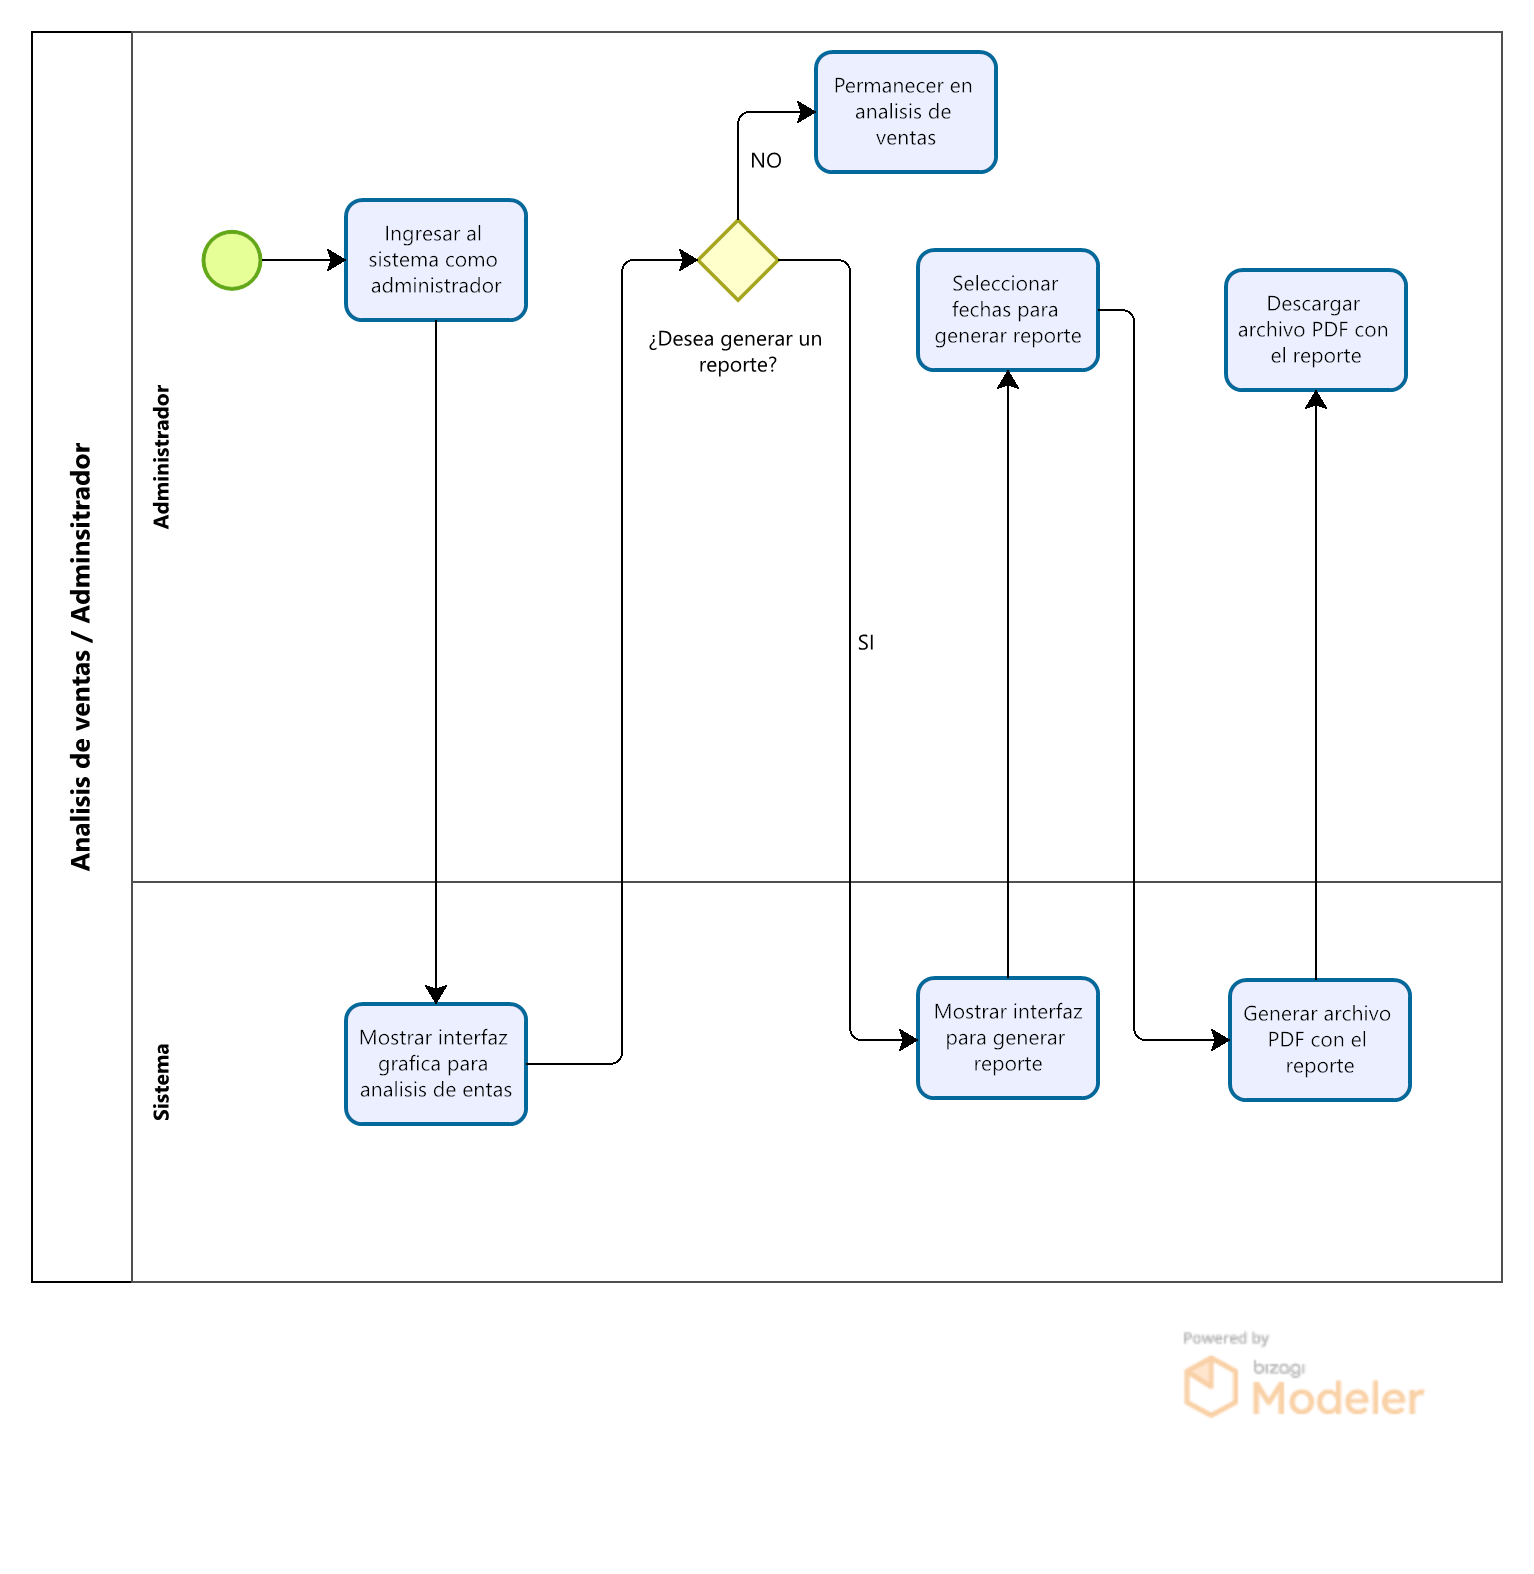 Analisis de ventas / Adminsitrador
Administrador
Ingresar al
sistema como
administrador
NO
Permanecer en
analisis de
ventas
¿Desea generar un
reporte?
SI
Seleccionar
fechas para
generar reporte
Descargar
archivo PDF con
el reporte
Sistema
Mostrar interfaz
grafica para
analisis de entas
Mostrar interfaz
para generar
reporte
Generar archivo
PDF con el
reporte
Powered by
bizagi
Modeler